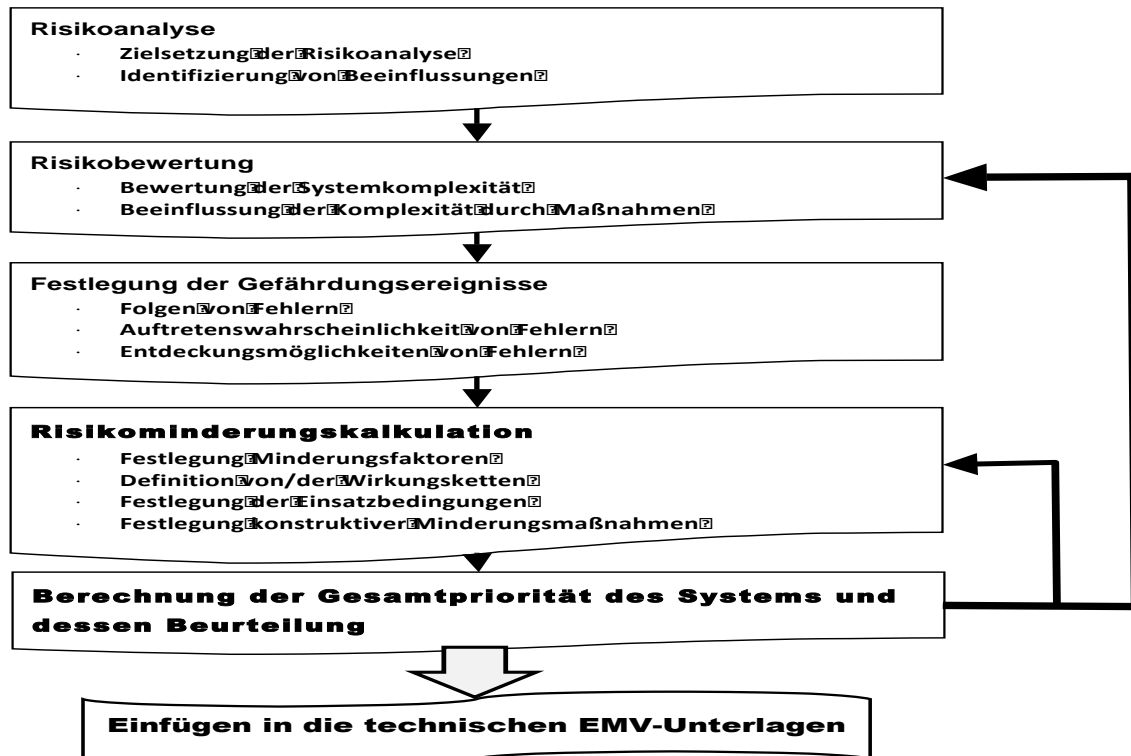 Risikoanalyse
· Zielsetzung der Risikoanalyse
· Identifizierung von Beeinflussungen
Risikobewertung
· Bewertung der Systemkomplexität
· Beeinflussung der Komplexität durch Maßnahmen
Festlegung der Gefährdungsereignisse
· Folgen von Fehlern
· Auftretenswahrscheinlichkeit von Fehlern
· Entdeckungsmöglichkeiten von Fehlern
Risikominderungskalkulation
· Festlegung Minderungsfaktoren
· Definition von/der Wirkungsketten
· Festlegung der Einsatzbedingungen
· Festlegung konstruktiver Minderungsmaßnahmen
Berechnung der Gesamtpriorität des Systems und
dessen Beurteilung
Einfügen in die technischen EMV-Unterlagen